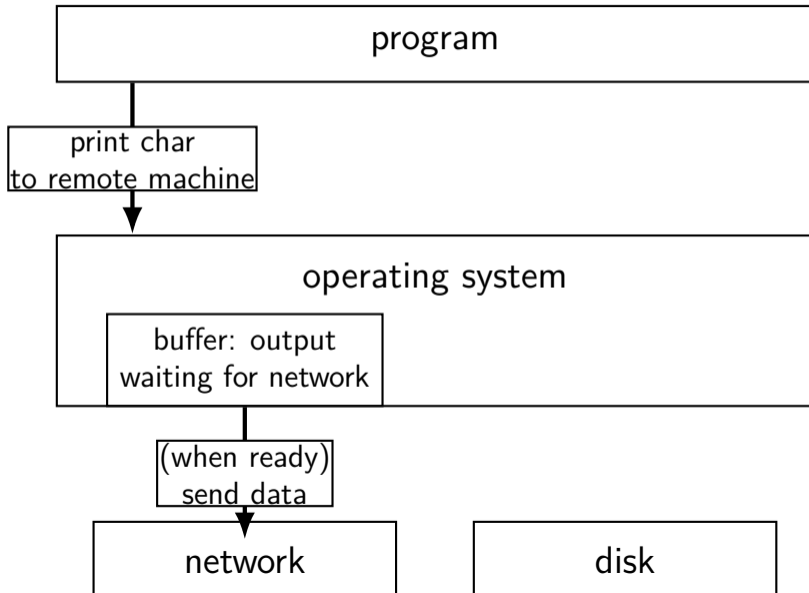 program
print char
to remote machine
operating system
buffer: output
waiting for network
(when ready)
send data
network
disk